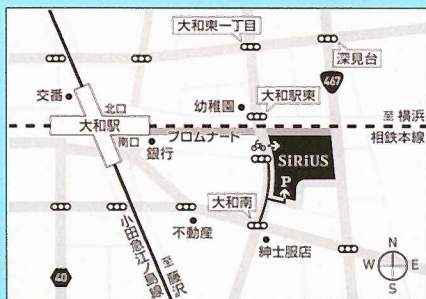 大和東一丁目
深見台
467
交番
北口
幼稚園
大和駅東
至 横浜
大和駅
プロムナード
相鉄本線
南口
銀行
SiRiUS
P
大和南
不動産
紳士服店
小田急江ノ島線
至 藤沢
40
N
W
E
S